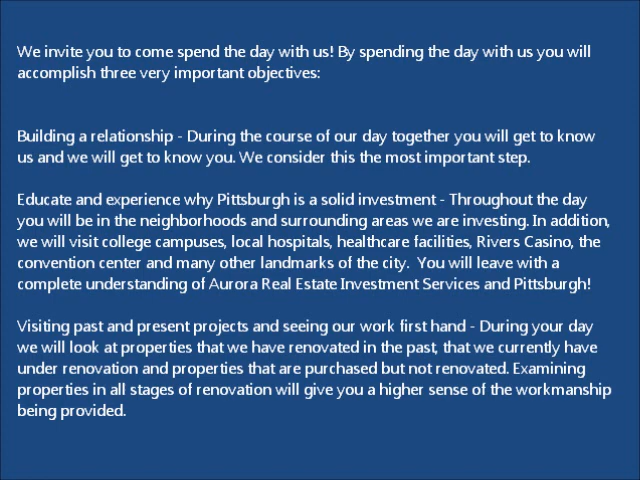 We invite you to come spend the day with us! By spending the day with us you will
accomplish three very important objectives:
Building a relationship - During the course of our day together you will get to know
us and we will get to know you. We consider this the most important step.
Educate and experience why Pittsburgh is a solid investment - Throughout the day
you will be in the neighborhoods and surrounding areas we are investing. In addition,
we will visit college campuses, local hospitals, healthcare facilities, Rivers Casino, the
convention center and many other landmarks of the city.  You will leave with a
complete understanding of Aurora Real Estate Investment Services and Pittsburgh!
Visiting past and present projects and seeing our work first hand - During your day
we will look at properties that we have renovated in the past, that we currently have
under renovation and properties that are purchased but not renovated. Examining
properties in all stages of renovation will give you a higher sense of the workmanship
being provided.